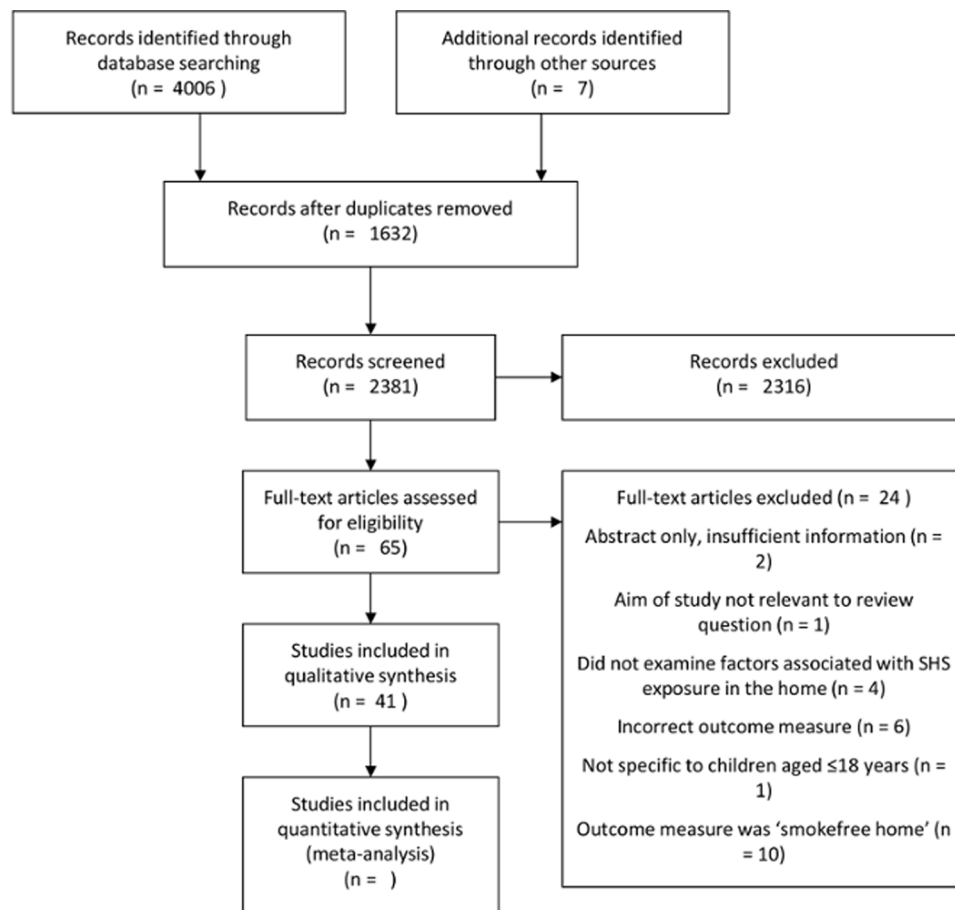 Records identified through
database searching
(n = 4006 )
Additional records identified
through other sources
(n = 7)
Records after duplicates removed
(n = 1632)
Records screened
(n = 2381)
Records excluded
(n = 2316)
Full-text articles assessed
for eligibility
(n = 65)
Full-text articles excluded (n = 24 )
Abstract only, insufficient information (n =
2)
Aim of study not relevant to review
question (n = 1)
Did not examine factors associated with SHS
exposure in the home (n = 4)
Incorrect outcome measure (n = 6)
Not specific to children aged ≤18 years (n =
1)
Outcome measure was ‘smokefree home’ (n
= 10)
Studies included in
qualitative synthesis
(n = 41 )
Studies included in
quantitative synthesis
(meta-analysis)
(n = )